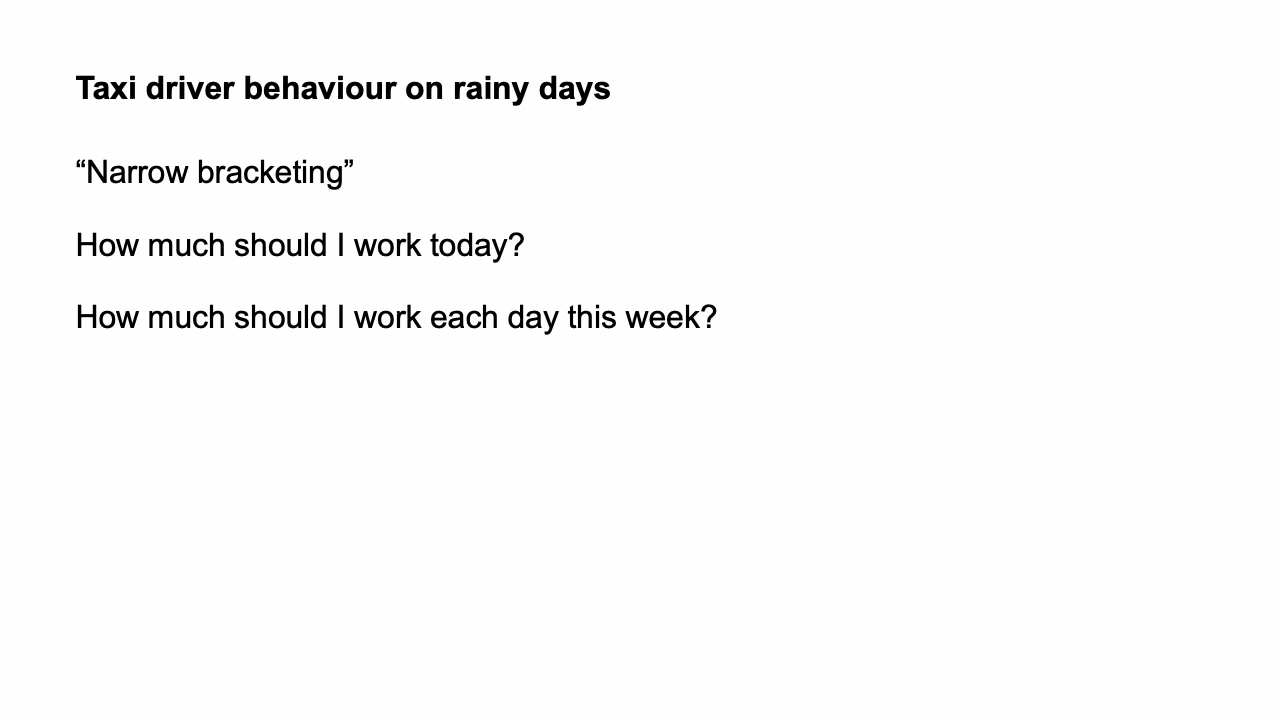 Taxi driver behaviour on rainy days
“Narrow bracketing”
How much should I work today?
How much should I work each day this week?